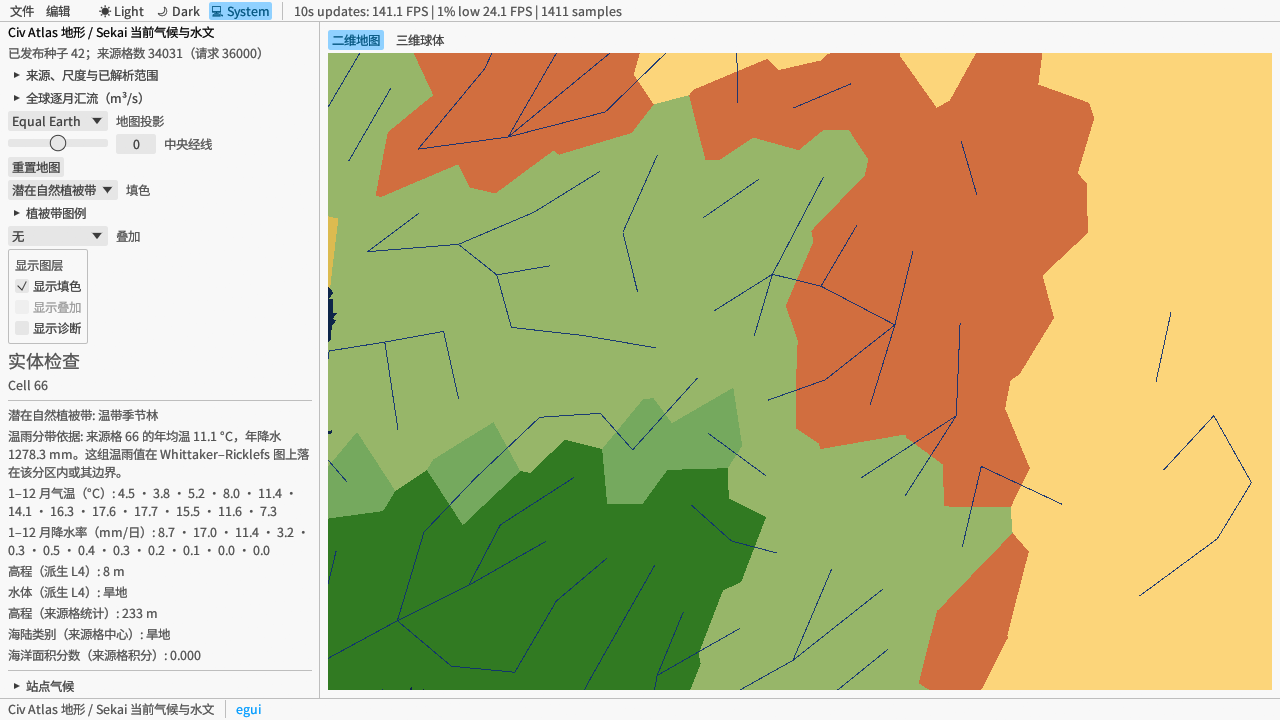 文件 编辑 Light Dark System 10s updates: 141.1 FPS | 1% low 24.1 FPS | 1411 samples
Civ Atlas 地形 / Sekai 当前气候与水文
已发布种子 42；来源格数 34031（请求 36000）
来源、尺度与已解析范围
全球逐月汇流（m³/s）
Equal Earth 地图投影
0 中央经线
重置地图
潜在自然植被带 填色
植被带图例
无 叠加
显示图层
显示填色
显示叠加
显示诊断
实体检查
Cell 66
潜在自然植被带: 温带季节林
温雨分带依据: 来源格 66 的年均温 11.1 °C，年降水
1278.3 mm。这组温雨值在 Whittaker–Ricklefs 图上落
在该分区内或其边界。
1–12 月气温（°C）: 4.5 · 3.8 · 5.2 · 8.0 · 11.4 ·
14.1 · 16.3 · 17.6 · 17.7 · 15.5 · 11.6 · 7.3
1–12 月降水率（mm/日）: 8.7 · 17.0 · 11.4 · 3.2 ·
0.3 · 0.5 · 0.4 · 0.3 · 0.2 · 0.1 · 0.0 · 0.0
高程（派生 L4）: 8 m
水体（派生 L4）: 旱地
高程（来源格统计）: 233 m
海陆类别（来源格中心）: 旱地
海洋面积分数（来源格积分）: 0.000
站点气候
二维地图 三维球体
Civ Atlas 地形 / Sekai 当前气候与水文 egui